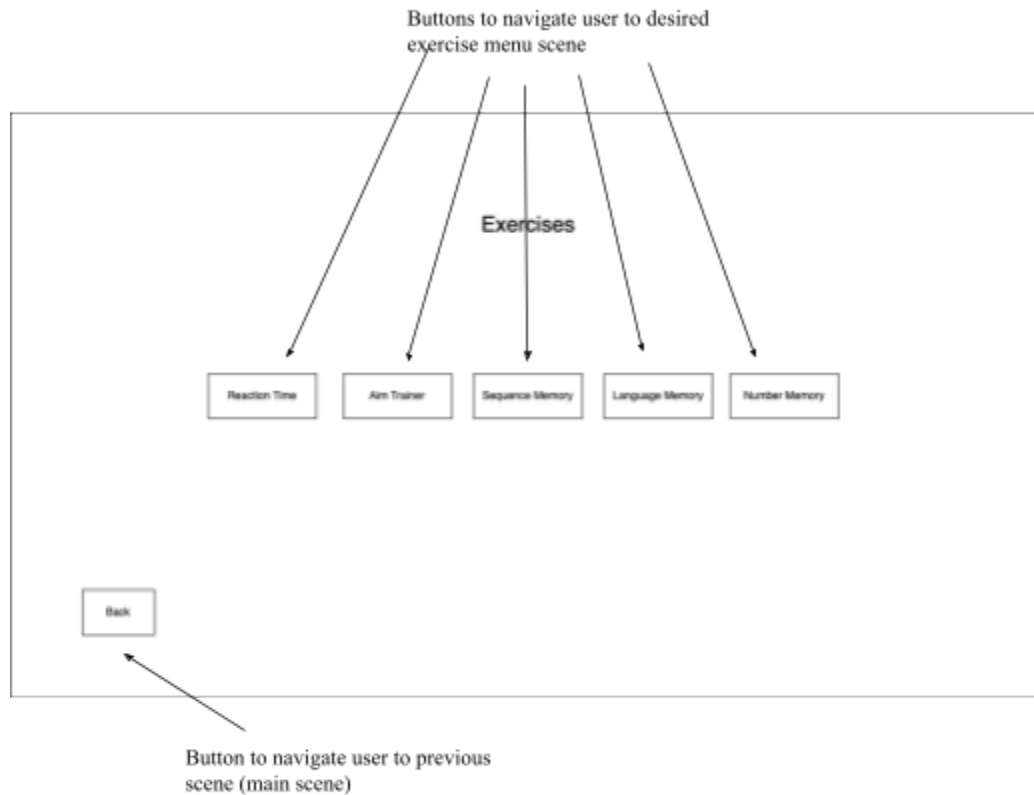 Buttons to navigate user to desired
exercise menu scene
Exercises
Reaction Time
Aim Trainer
Sequence Memory
Language Memory
Number Memory
Back
Button to navigate user to previous
scene (main scene)